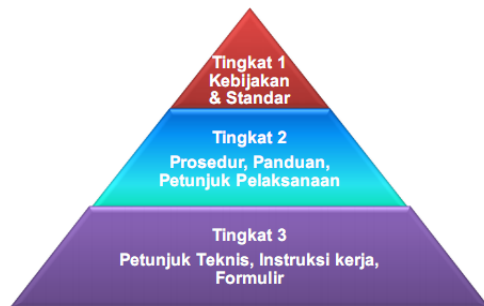 Tingkat 1
Kebijakan
& Standar
Tingkat 2
Prosedur, Panduan,
Petunjuk Pelaksanaan
Tingkat 3
Petunjuk Teknis, Instruksi kerja,
Formulir